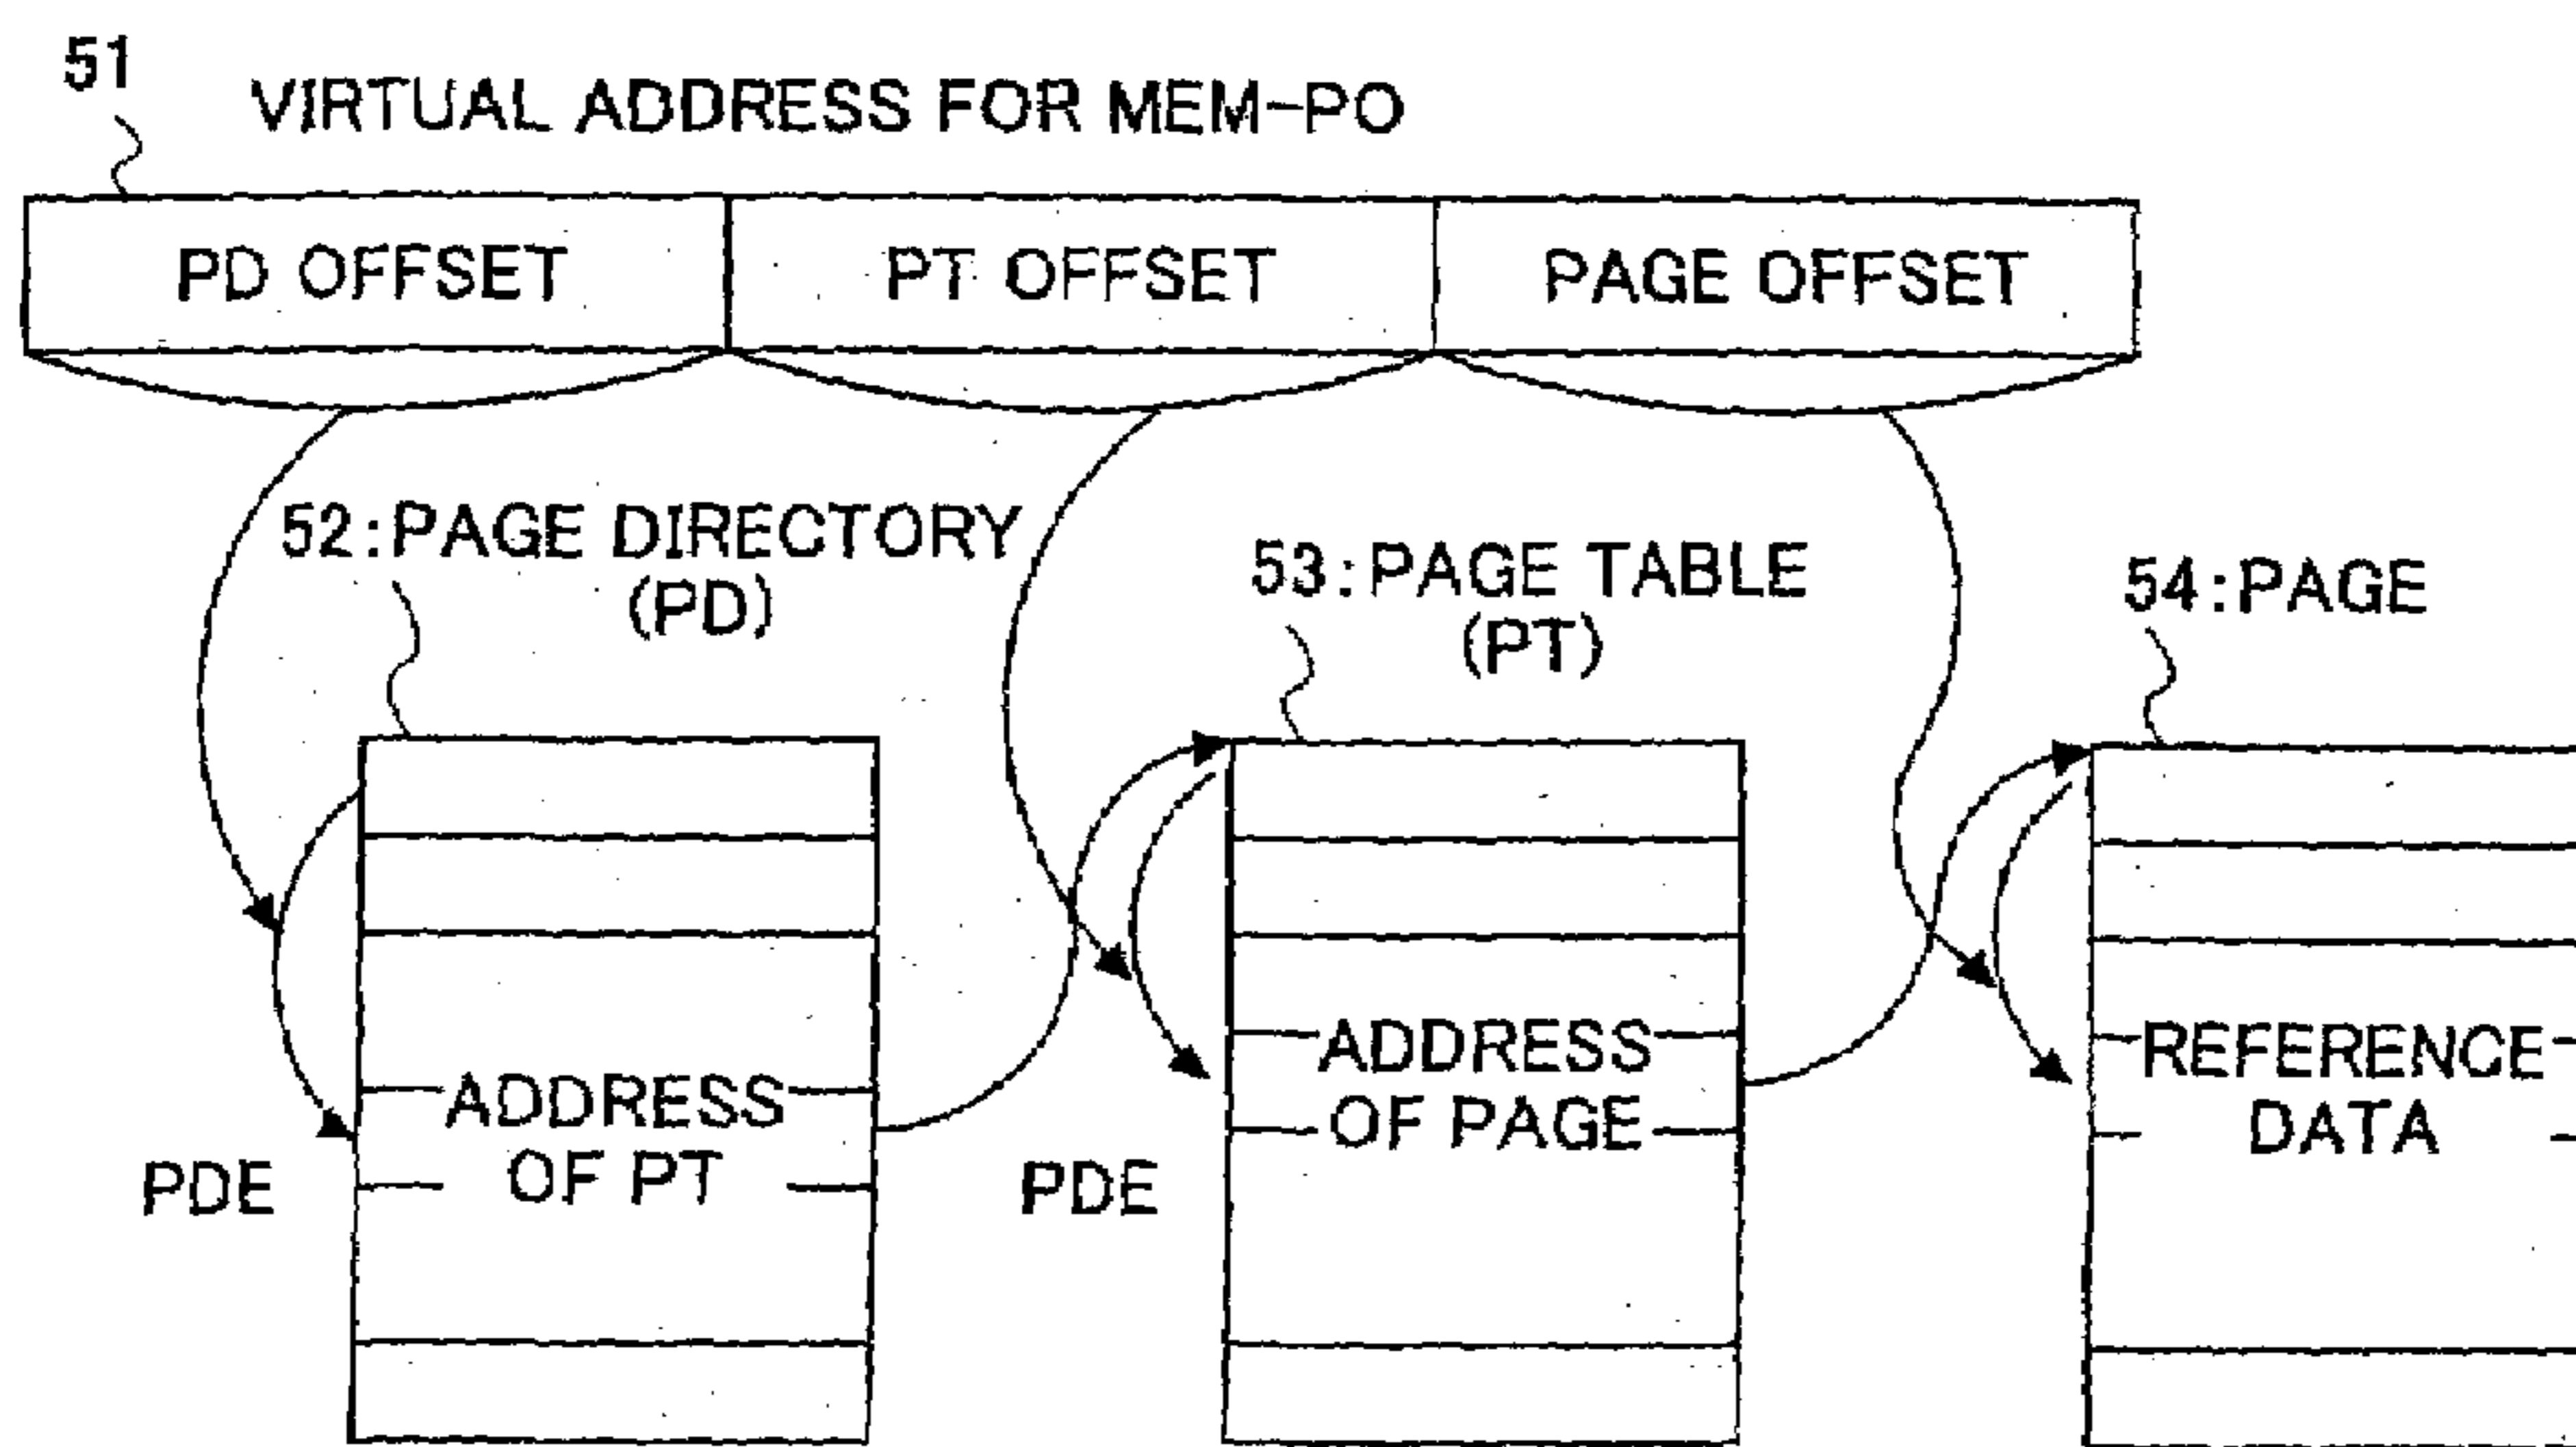 51
VIRTUAL ADDRESS FOR MEM-PO
PD OFFSET
PT OFFSET
PAGE OFFSET
52:PAGE DIRECTORY
(PD)
53:PAGE TABLE
(PT)
54:PAGE
ADDRESS
OF PT
PDE
ADDRESS
OF PAGE
PDE
REFERENCE
DATA